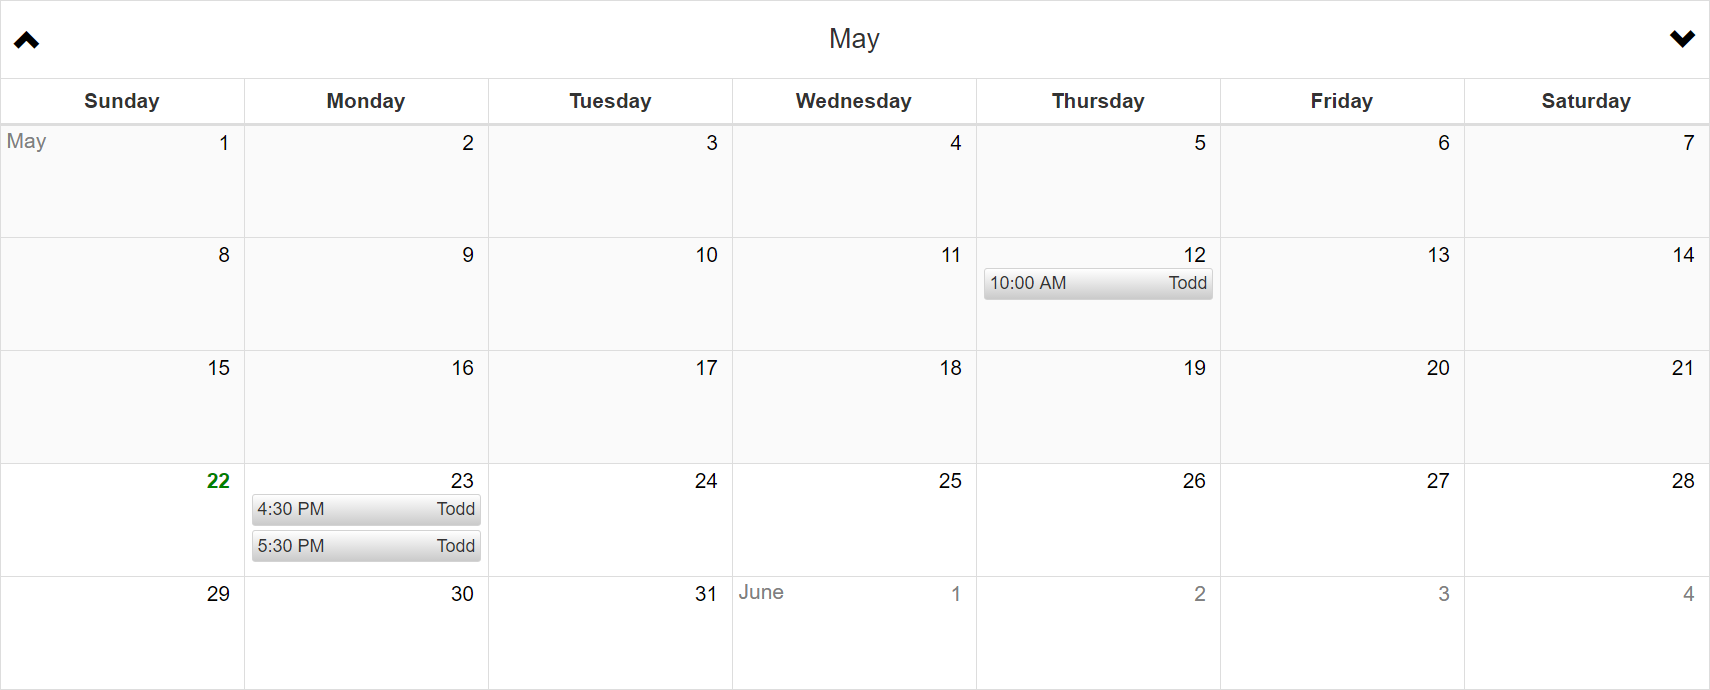 May
Sunday Monday Tuesday Wednesday Thursday Friday Saturday
May 1 2 3 4 5 6 7
8 9 10 11 12 13 14
10:00 AM Todd
15 16 17 18 19 20 21
22 23 24 25 26 27 28
4:30 PM Todd
5:30 PM Todd
29 30 31 June 1 2 3 4